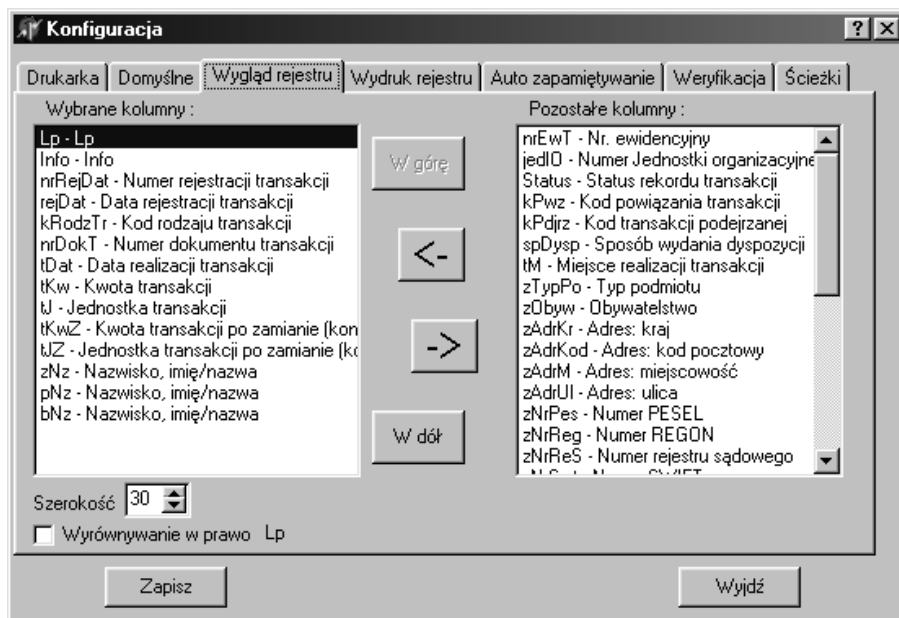 Konfiguracja
Drukarka Domyślne Wygląd rejestru Wydruk rejestru Auto zapamiętywanie Weryfikacja Ścieżki
Wybrane kolumny :
Lp - Lp
Info - Info
nrRejDat - Numer rejestracji transakcji
rejDat - Data rejestracji transakcji
kRodzTr - Kod rodzaju transakcji
nrDokT - Numer dokumentu transakcji
tDat - Data realizacji transakcji
tKw - Kwota transakcji
tJ - Jednostka transakcji
tKwZ - Kwota transakcji po zamianie (kon
tJZ - Jednostka transakcji po zamianie (ko
zNz - Nazwisko, imię/nazwa
pNz - Nazwisko, imię/nazwa
bNz - Nazwisko, imię/nazwa
W górę
<-
->
W dół
Pozostałe kolumny :
nrEwT - Nr. ewidencyjny
jedIO - Numer Jednostki organizacyjne
Status - Status rekordu transakcji
kPwz - Kod powiązania transakcji
kPdjrz - Kod transakcji podejrzanej
spDysp - Sposób wydania dyspozycji
tM - Miejsce realizacji transakcji
zTypPo - Typ podmiotu
zObyw - Obywatelstwo
zAdrKr - Adres: kraj
zAdrKod - Adres: kod pocztowy
zAdrM - Adres: miejscowość
zAdrUl - Adres: ulica
zNrPes - Numer PESEL
zNrReg - Numer REGON
zNrReS - Numer rejestru sądowego
Szerokość 30
Wyrównywanie w prawo Lp
Zapisz Wyjdź